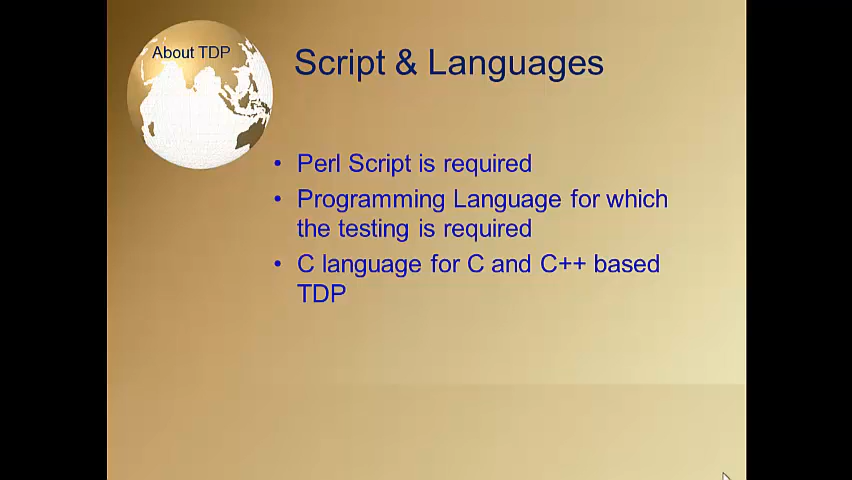 About TDP
Script & Languages
• Perl Script is required
• Programming Language for which
the testing is required
• C language for C and C++ based
TDP